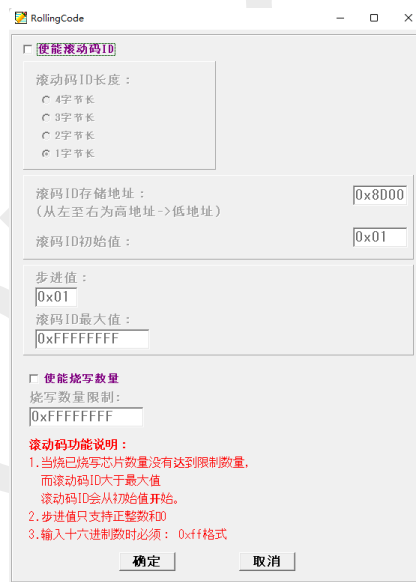 RollingCode
使能滚动码ID
滚动码ID长度：
4字节长
3字节长
2字节长
1字节长
滚码ID存储地址：
0x8D00
(从左至右为高地址->低地址)
滚码ID初始值：
0x01
步进值：
0x01
滚码ID最大值：
0xFFFFFFFF
使能烧写数量
烧写数量限制：
0xFFFFFFFF
滚动码功能说明：
1.当烧已烧写芯片数量没有达到限制数量，
而滚动码ID大于最大值
滚动码ID会从初始值开始。
2.步进值只支持正整数和0
3.输入十六进制数时必须： 0xff格式
确定
取消